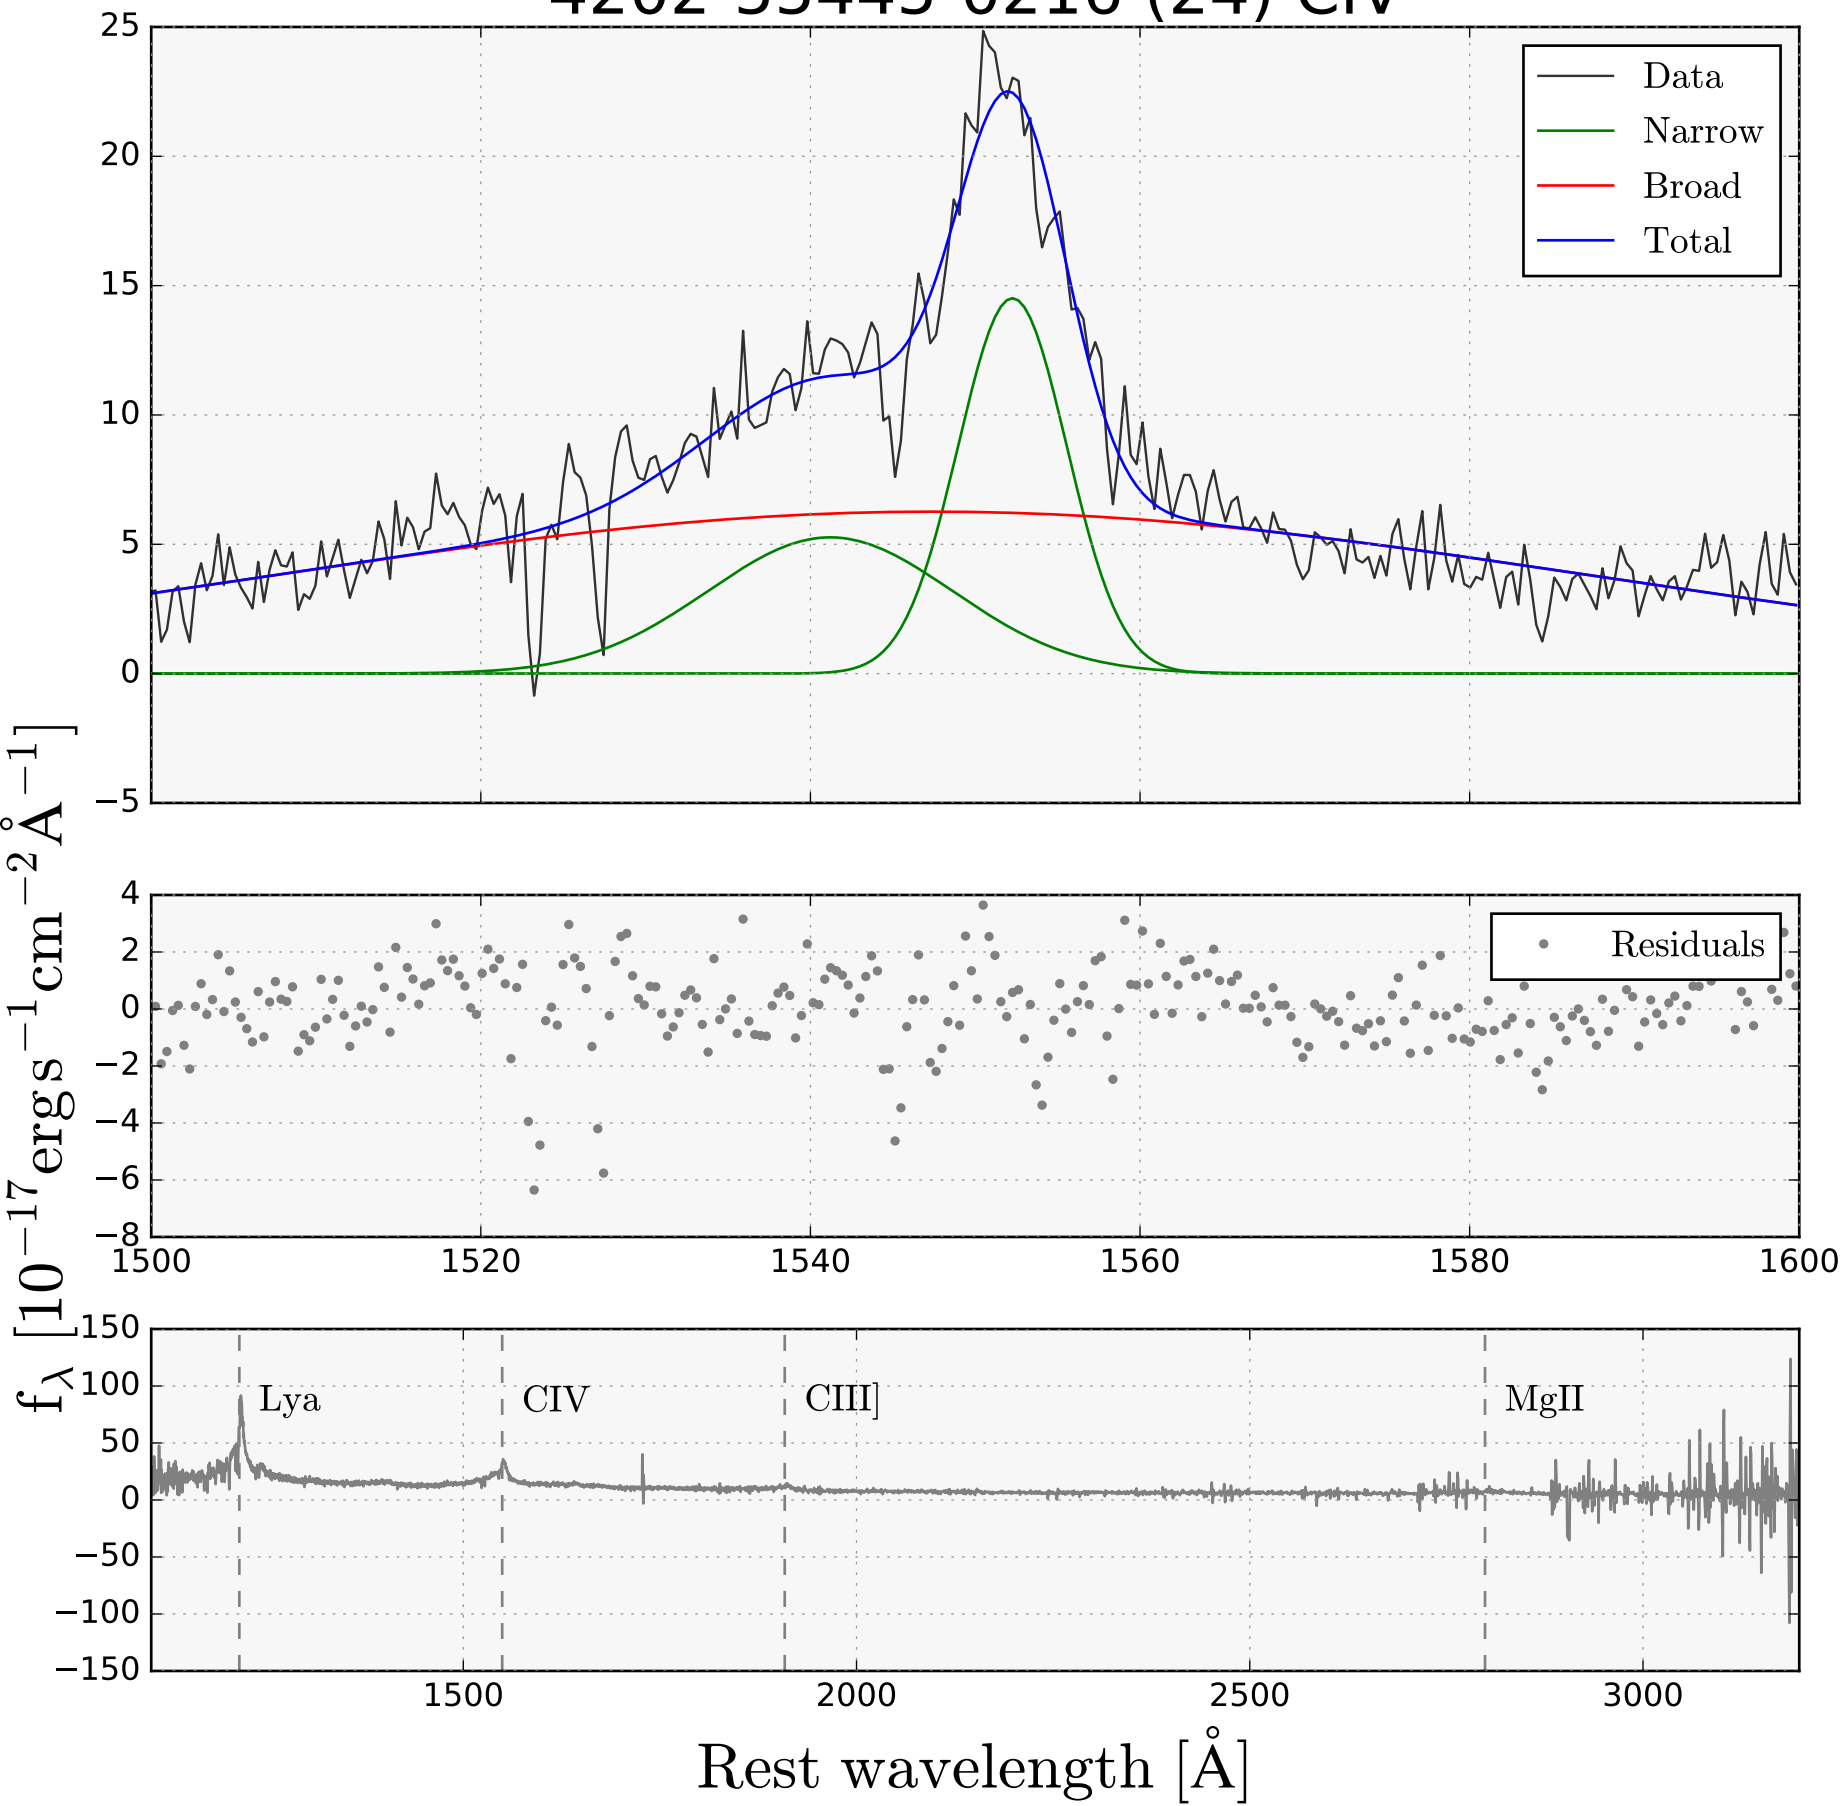 25
20
15
10
5
0
−5
Data
Narrow
Broad
Total
4
2
0
−2
−4
−6
−8
Residuals
1500 1520 1540 1560 1580 1600
f_λ [10^−17 erg s^−1 cm^−2 Å^−1]
150
100
50
0
−50
−100
−150
Lya CIV CIII] MgII
1500 2000 2500 3000
Rest wavelength [Å]